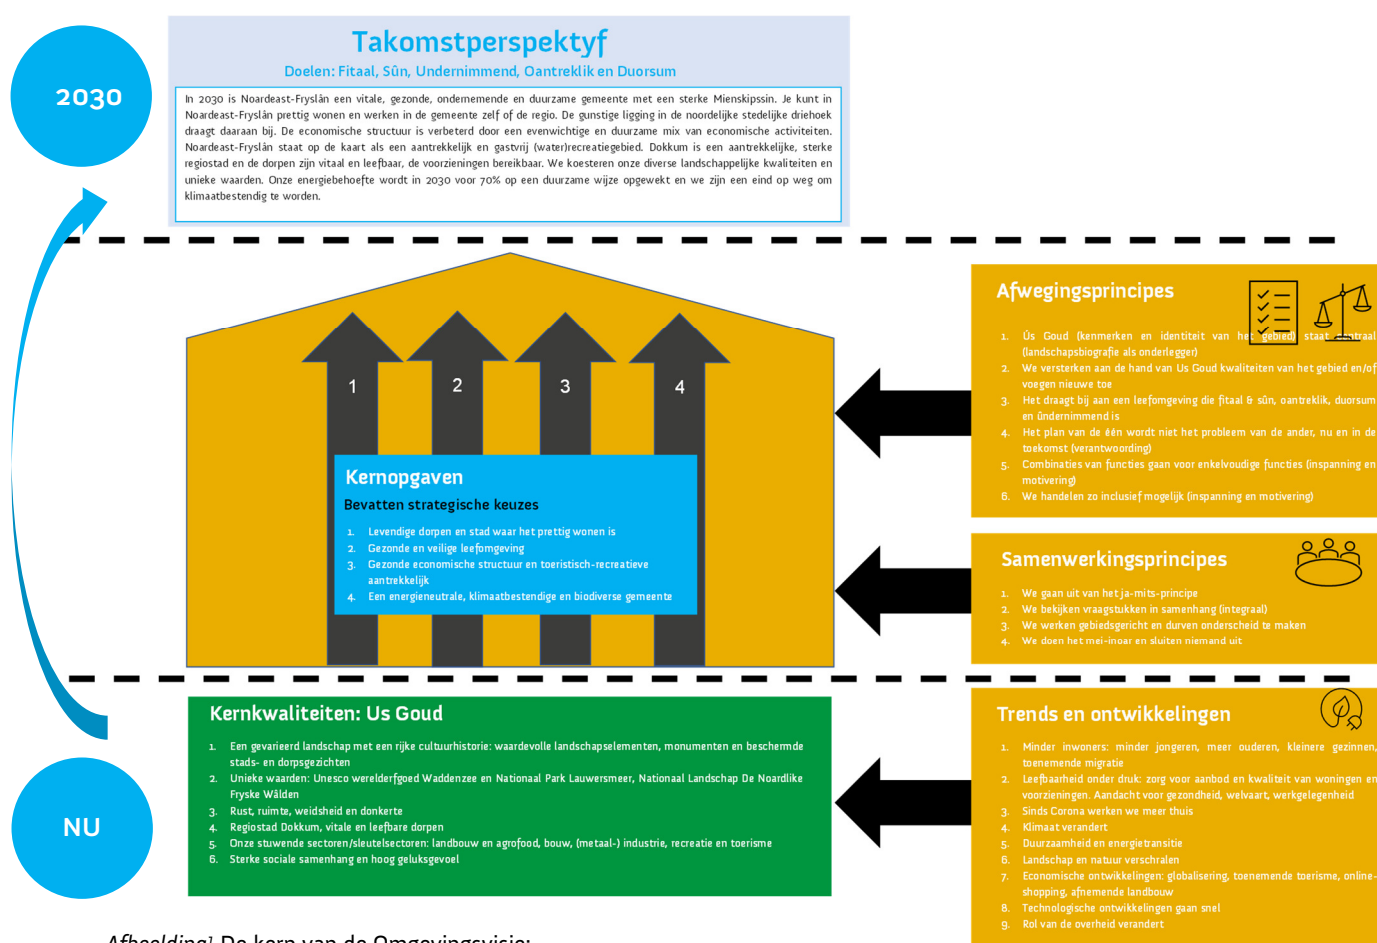 2030
Takomstperspektyf
Doelen: Fitaal, Sûn, Undernimmend, Oantreklik en Duorsum
In 2030 is Noardeast-Fryslân een vitale, gezonde, ondernemende en duurzame gemeente met een sterke Mienskipssin. Je kunt in
Noardeast-Fryslân prettig wonen en werken in de gemeente zelf of de regio. De gunstige ligging in de noordelijke stedelijke driehoek
draagt daaraan bij. De economische structuur is verbeterd door een evenwichtige en duurzame mix van economische activiteiten.
Noardeast-Fryslân staat op de kaart als een aantrekkelijk en gastvrij (water)recreatiegebied. Dokkum is een aantrekkelijke, sterke
regiostad en de dorpen zijn vitaal en leefbaar, de voorzieningen bereikbaar. We koesteren onze diverse landschappelijke kwaliteiten en
unieke waarden. Onze energiebehoefte wordt in 2030 voor 70% op een duurzame wijze opgewekt en we zijn een eind op weg om
klimaatbestendig te worden.
1
2
3
4
Kernopgaven
Bevatten strategische keuzes
1. Levendige dorpen en stad waar het prettig wonen is
2. Gezonde en veilige leefomgeving
3. Gezonde economische structuur en toeristisch-recreatieve
aantrekkelijk
4. Een energieneutrale, klimaatbestendige en biodiverse gemeente
Afwegingsprincipes
1. Ús Goud (kenmerken en identiteit van het gebied) staat centraal
(landschapsbiografie als onderlegger)
2. We versterken aan de hand van Us Goud kwaliteiten van het gebied en/of
voegen nieuwe toe
3. Het draagt bij aan een leefomgeving die fitaal & sûn, oantreklik, duorsum
en ûndernimmend is
4. Het plan van de één wordt niet het probleem van de ander, nu en in de
toekomst (verantwoording)
5. Combinaties van functies gaan voor enkelvoudige functies (inspanning en
motivering)
6. We handelen zo inclusief mogelijk (inspanning en motivering)
Samenwerkingsprincipes
1. We gaan uit van het ja-mits-principe
2. We bekijken vraagstukken in samenhang (integraal)
3. We werken gebiedsgericht en durven onderscheid te maken
4. We doen het mei-inoar en sluiten niemand uit
NU
Kernkwaliteiten: Us Goud
1. Een gevarieerd landschap met een rijke cultuurhistorie: waardevolle landschapselementen, monumenten en beschermde
stads- en dorpsgezichten
2. Unieke waarden: Unesco werelderfgoed Waddenzee en Nationaal Park Lauwersmeer, Nationaal Landschap De Noardlike
Fryske Wâlden
3. Rust, ruimte, weidsheid en donkerte
4. Regiostad Dokkum, vitale en leefbare dorpen
5. Onze stuwende sectoren/sleutelsectoren: landbouw en agrofood, bouw, (metaal-) industrie, recreatie en toerisme
6. Sterke sociale samenhang en hoog geluksgevoel
Trends en ontwikkelingen
1. Minder inwoners: minder jongeren, meer ouderen, kleinere gezinnen,
toenemende migratie
2. Leefbaarheid onder druk: zorg voor aanbod en kwaliteit van woningen en
voorzieningen. Aandacht voor gezondheid, welvaart, werkgelegenheid
3. Sinds Corona werken we meer thuis
4. Klimaat verandert
5. Duurzaamheid en energietransitie
6. Landschap en natuur verschralen
7. Economische ontwikkelingen: globalisering, toenemende toerisme, online-
shopping, afnemende landbouw
8. Technologische ontwikkelingen gaan snel
9. Rol van de overheid verandert
Afbeelding1 De kern van de Omgevingsvisie: